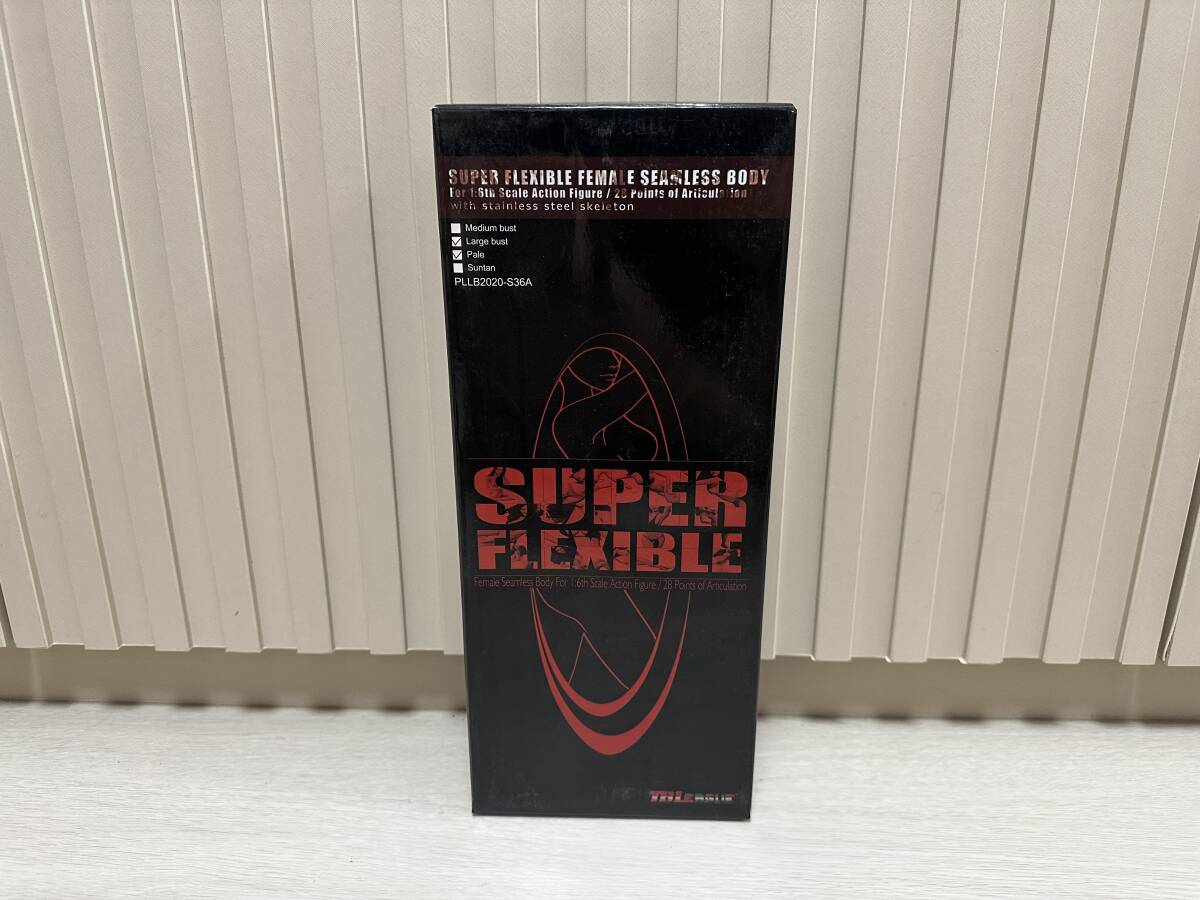 SUPER FLEXIBLE FEMALE SEAMLESS BODY
For 1:6th Scale Action Figure / 28 Points of Articulation
with stainless steel skeleton
Medium bust
Large bust
Pale
Suntan
PLLB2020-S36A
SUPER
FLEXIBLE
Female Seamless Body For 1:6th Scale Action Figure / 28 Points of Articulation
TBLeague